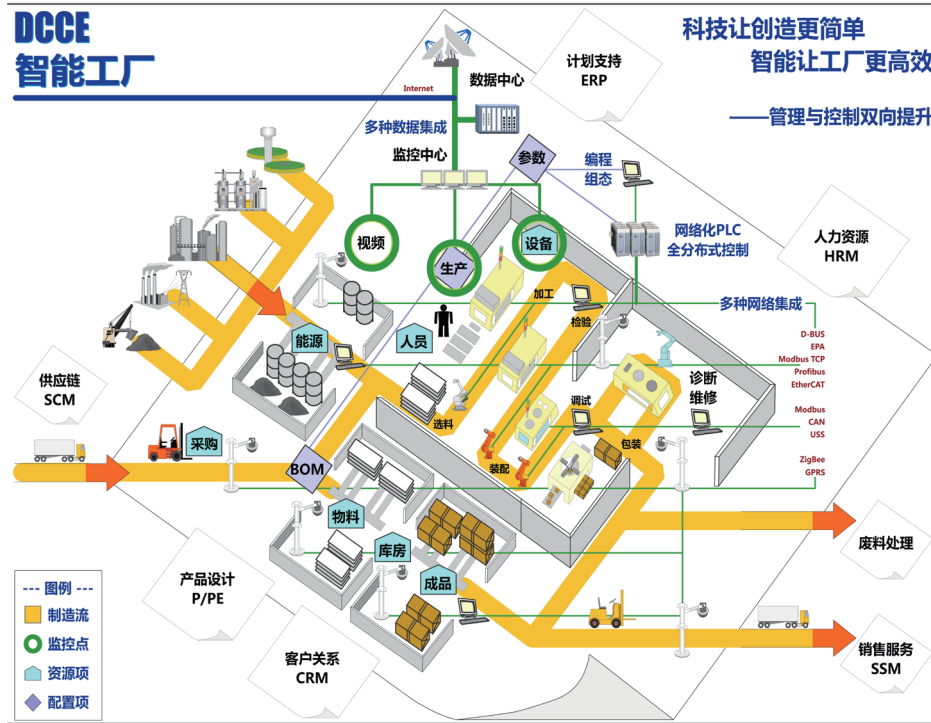 DCCE
智能工厂
科技让创造更简单
智能让工厂更高效
——管理与控制双向提升
计划支持
ERP
Internet
数据中心
多种数据集成
监控中心
参数
编程
组态
视频
生产
设备
网络化PLC
全分布式控制
人力资源
HRM
加工
检验
多种网络集成
能源
人员
D-BUS
EPA
Modbus TCP
Profibus
EtherCAT
供应链
SCM
诊断
维修
选料
调试
Modbus
CAN
USS
采购
BOM
装配
包装
ZigBee
GPRS
物料
库房
成品
废料处理
产品设计
P/PE
客户关系
CRM
销售服务
SSM
--- 图例 ---
制造流
监控点
资源项
配置项